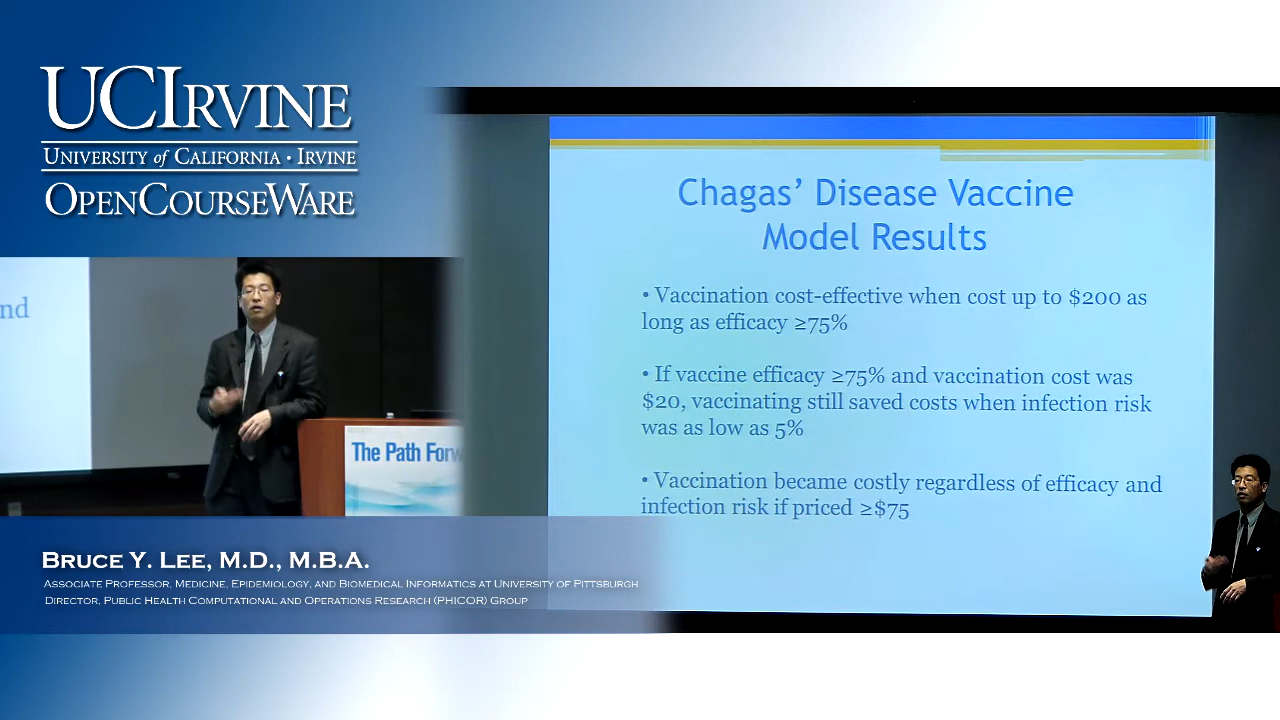 UCIRVINE
UNIVERSITY of CALIFORNIA · IRVINE
OPENCOURSEWARE
nd
The Path Forw
BRUCE Y. LEE, M.D., M.B.A.
ASSOCIATE PROFESSOR, MEDICINE, EPIDEMIOLOGY, AND BIOMEDICAL INFORMATICS AT UNIVERSITY OF PITTSBURGH
DIRECTOR, PUBLIC HEALTH COMPUTATIONAL AND OPERATIONS RESEARCH (PHICOR) GROUP
Chagas’ Disease Vaccine
Model Results
• Vaccination cost-effective when cost up to $200 as
long as efficacy ≥75%
• If vaccine efficacy ≥75% and vaccination cost was
$20, vaccinating still saved costs when infection risk
was as low as 5%
• Vaccination became costly regardless of efficacy and
infection risk if priced ≥$75